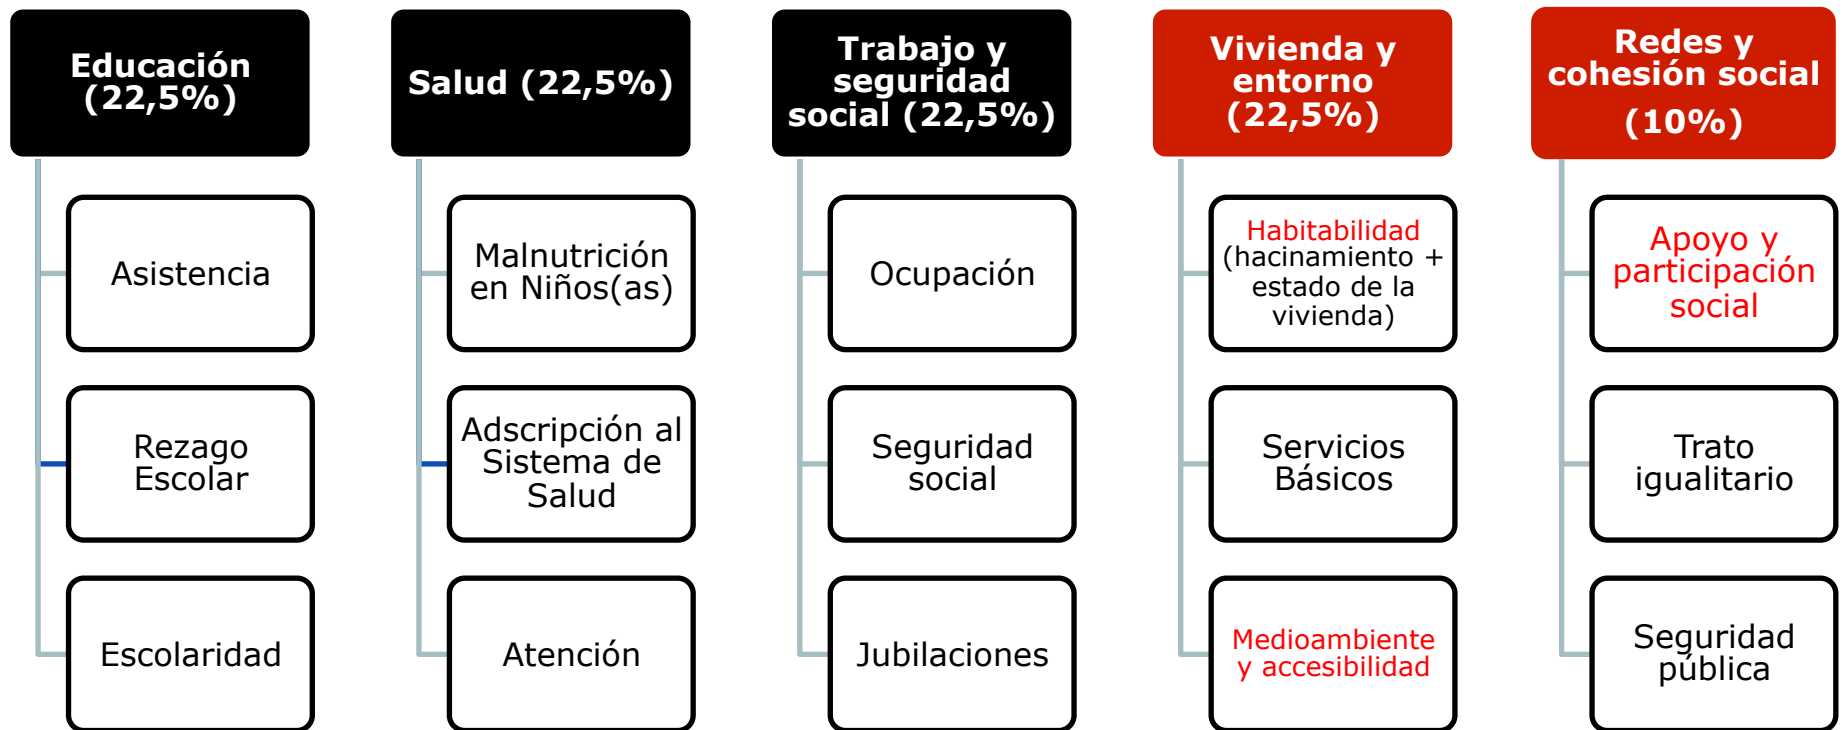 Educación
(22,5%)
Asistencia
Rezago
Escolar
Escolaridad
Salud (22,5%)
Malnutrición
en Niños(as)
Adscripción al
Sistema de
Salud
Atención
Trabajo y
seguridad
social (22,5%)
Ocupación
Seguridad
social
Jubilaciones
Vivienda y
entorno
(22,5%)
Habitabilidad
(hacinamiento +
estado de la
vivienda)
Servicios
Básicos
Medioambiente
y accesibilidad
Redes y
cohesión social
(10%)
Apoyo y
participación
social
Trato
igualitario
Seguridad
pública